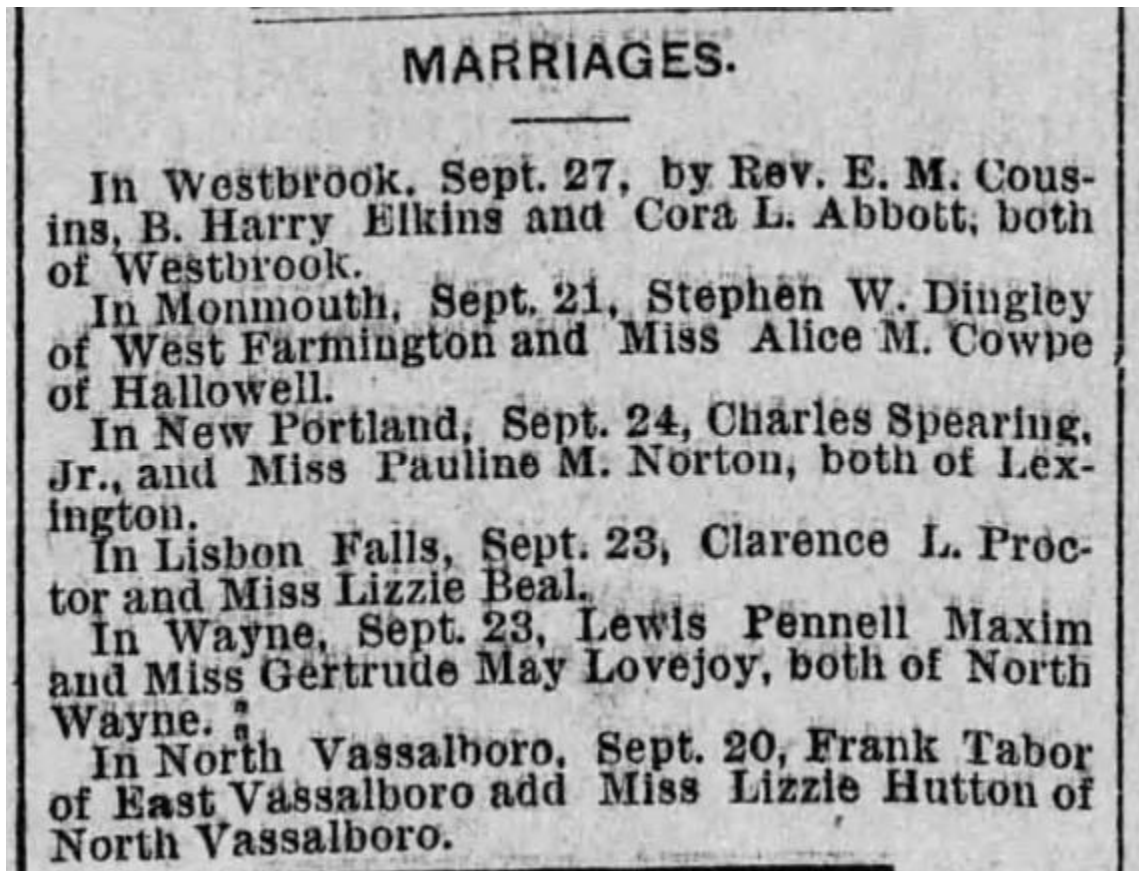 MARRIAGES.
In Westbrook, Sept. 27, by Rev. E. M. Cous-
ins, B. Harry Elkins and Cora L. Abbott, both
of Westbrook.
In Monmouth, Sept. 21, Stephen W. Dingley
of West Farmington and Miss Alice M. Cowpe
of Hallowell.
In New Portland, Sept. 24, Charles Spearing,
Jr., and Miss Pauline M. Norton, both of Lex-
ington.
In Lisbon Falls, Sept. 23, Clarence L. Proc-
tor and Miss Lizzie Beal.
In Wayne, Sept. 23, Lewis Pennell Maxim
and Miss Gertrude May Lovejoy, both of North
Wayne.
In North Vassalboro, Sept. 20, Frank Tabor
of East Vassalboro add Miss Lizzie Hutton of
North Vassalboro.